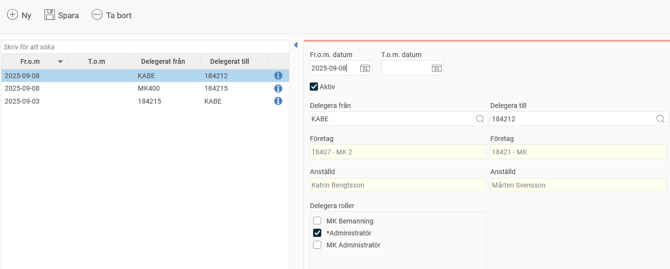 Ny Spara Ta bort
Skriv för att söka
Fr.o.m T.o.m Delegerat från Delegerat till
2025-09-08 KABE 184212
2025-09-08 MK400 184215
2025-09-03 184215 KABE
Fr.o.m. datum T.o.m. datum
2025-09-08
Aktiv
Delegera från Delegera till
KABE 184212
Företag Företag
18407 - MK 2 18421 - MK
Anställd Anställd
Katrin Bengtsson Mårten Svensson
Delegera roller
MK Bemanning
*Administratör
MK Administratör